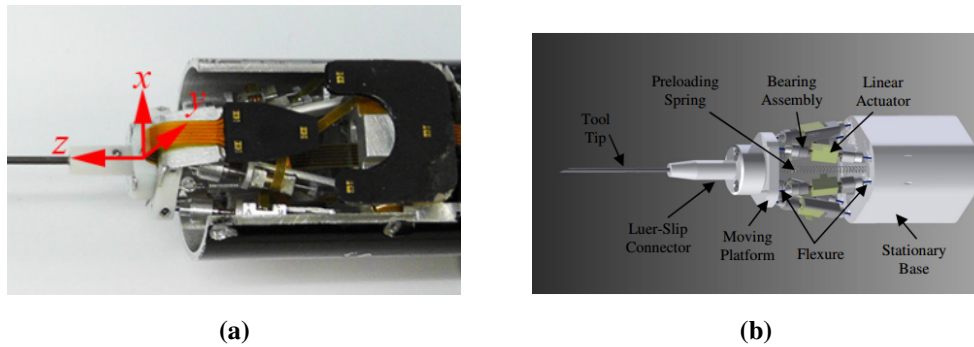 x
y
z
Preloading
Spring
Bearing
Assembly
Linear
Actuator
Tool
Tip
Luer-Slip
Connector
Moving
Platform
Flexure
Stationary
Base
(a)
(b)